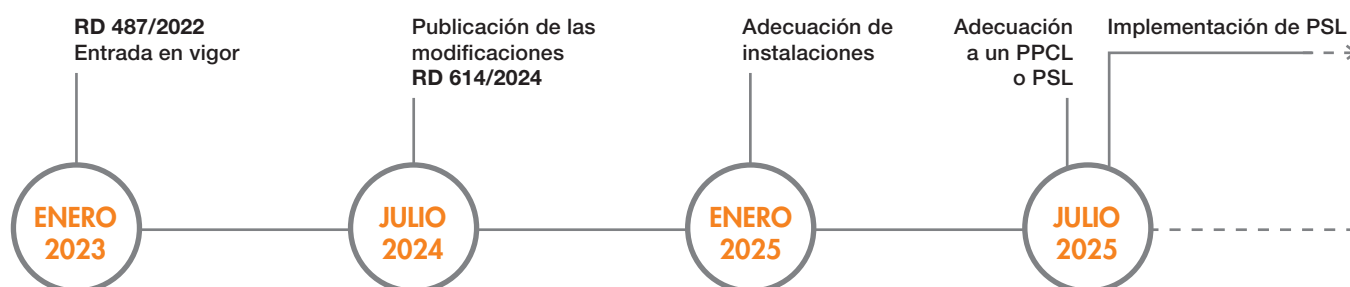 RD 487/2022
Entrada en vigor
Publicación de las
modificaciones
RD 614/2024
Adecuación de
instalaciones
Adecuación
a un PPCL
o PSL
Implementación de PSL
ENERO
2023
JULIO
2024
ENERO
2025
JULIO
2025